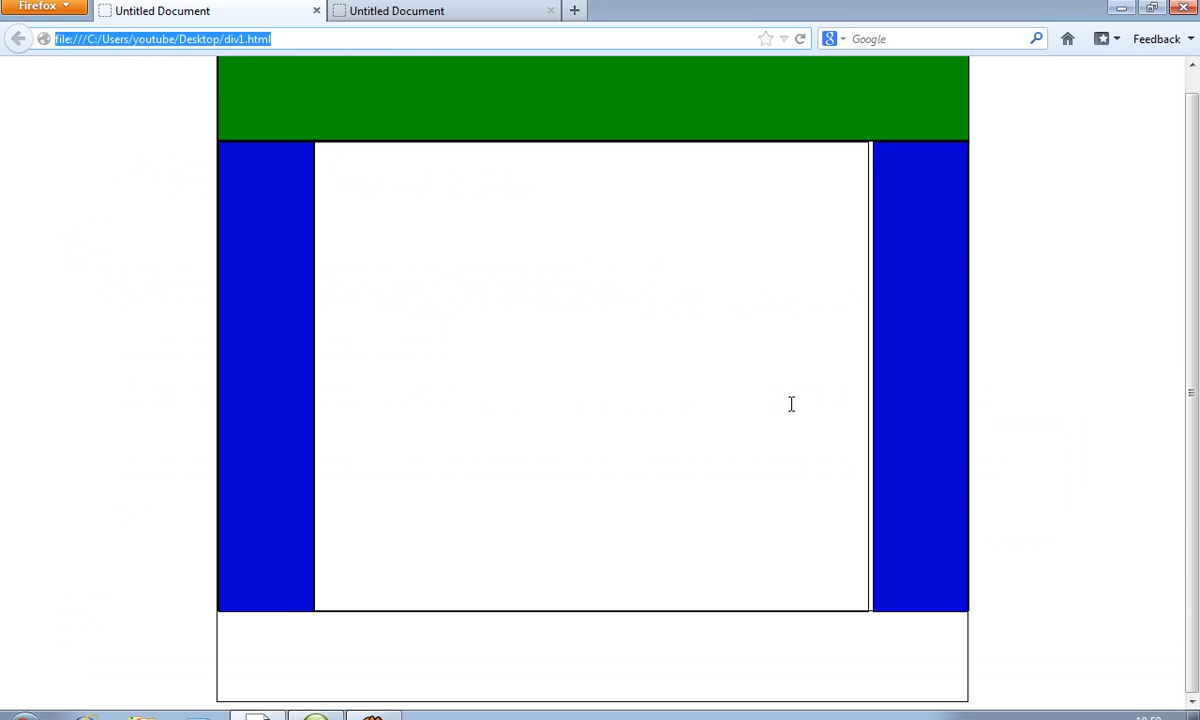 Firefox
Untitled Document
Untitled Document
file:///C:/Users/youtube/Desktop/div1.html
Google
Feedback